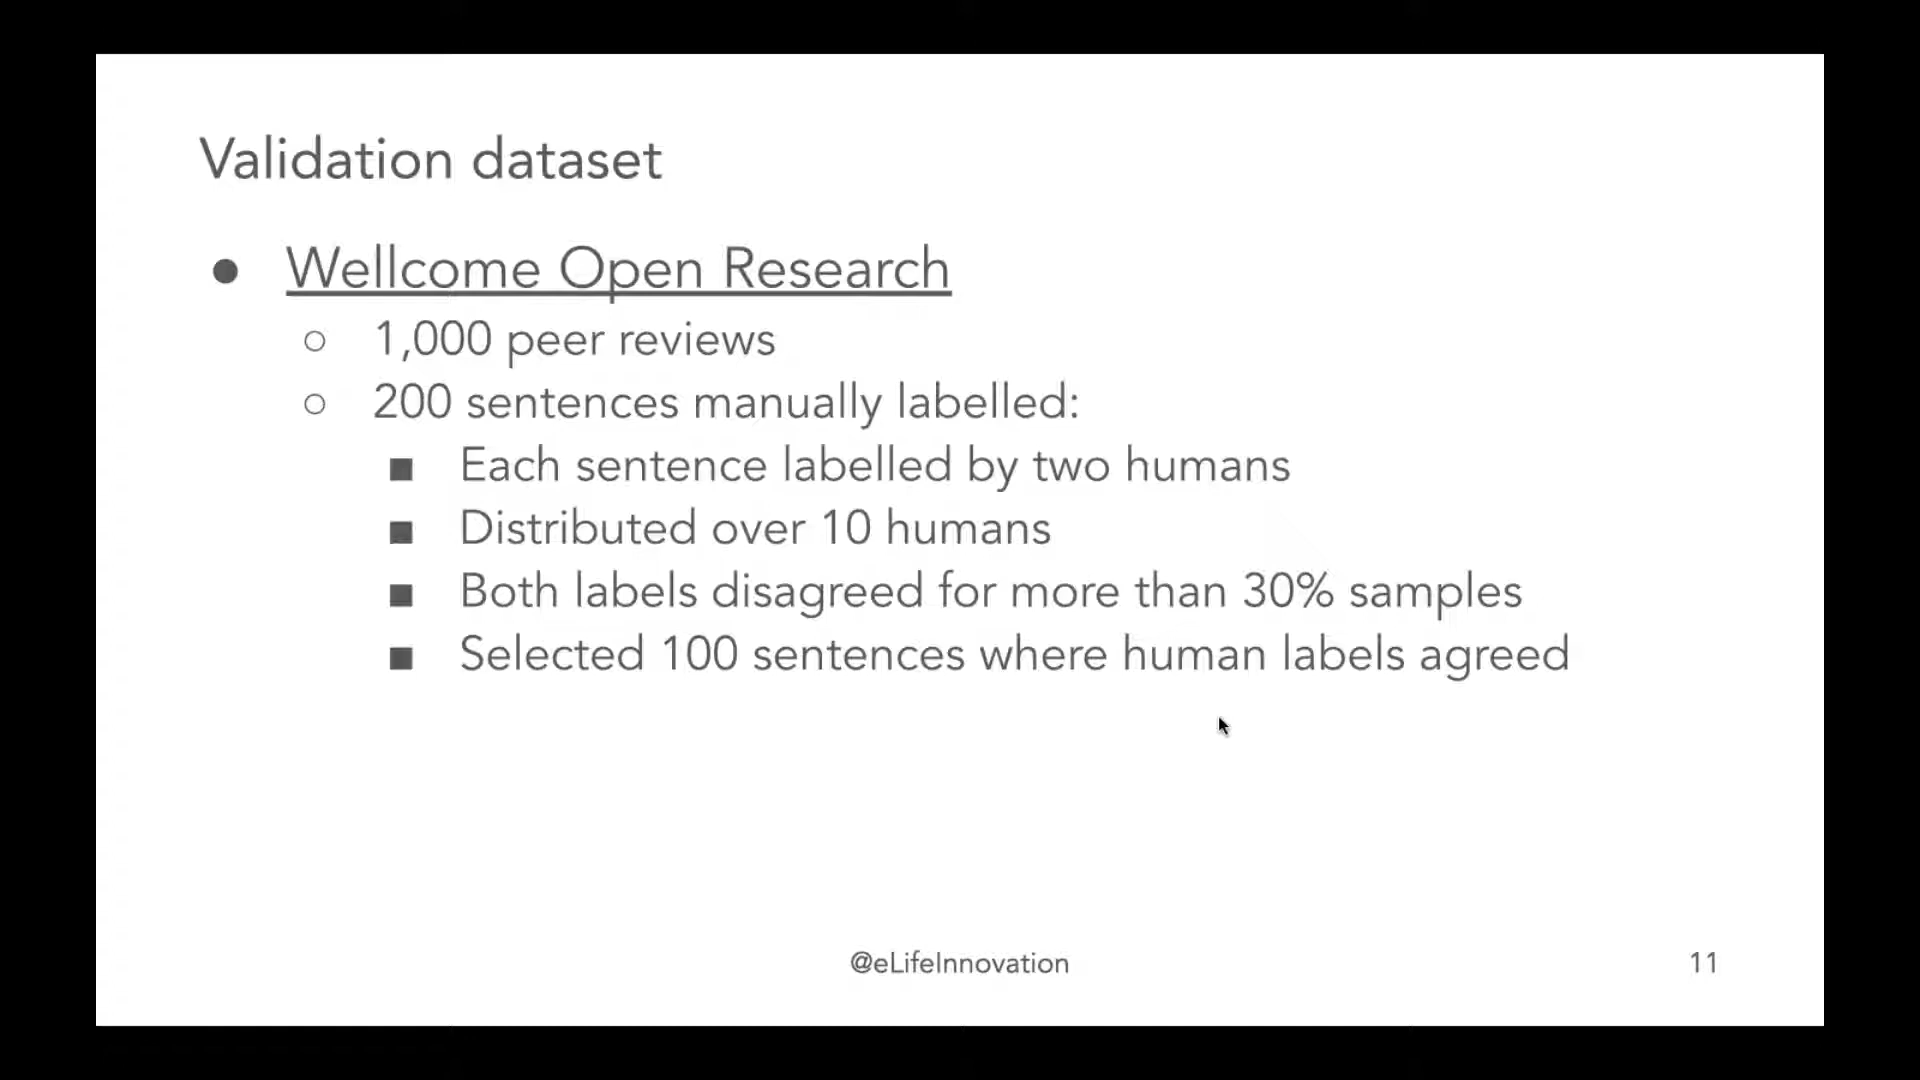 Validation dataset
● Wellcome Open Research
○ 1,000 peer reviews
○ 200 sentences manually labelled:
■ Each sentence labelled by two humans
■ Distributed over 10 humans
■ Both labels disagreed for more than 30% samples
■ Selected 100 sentences where human labels agreed
@eLifeInnovation
11